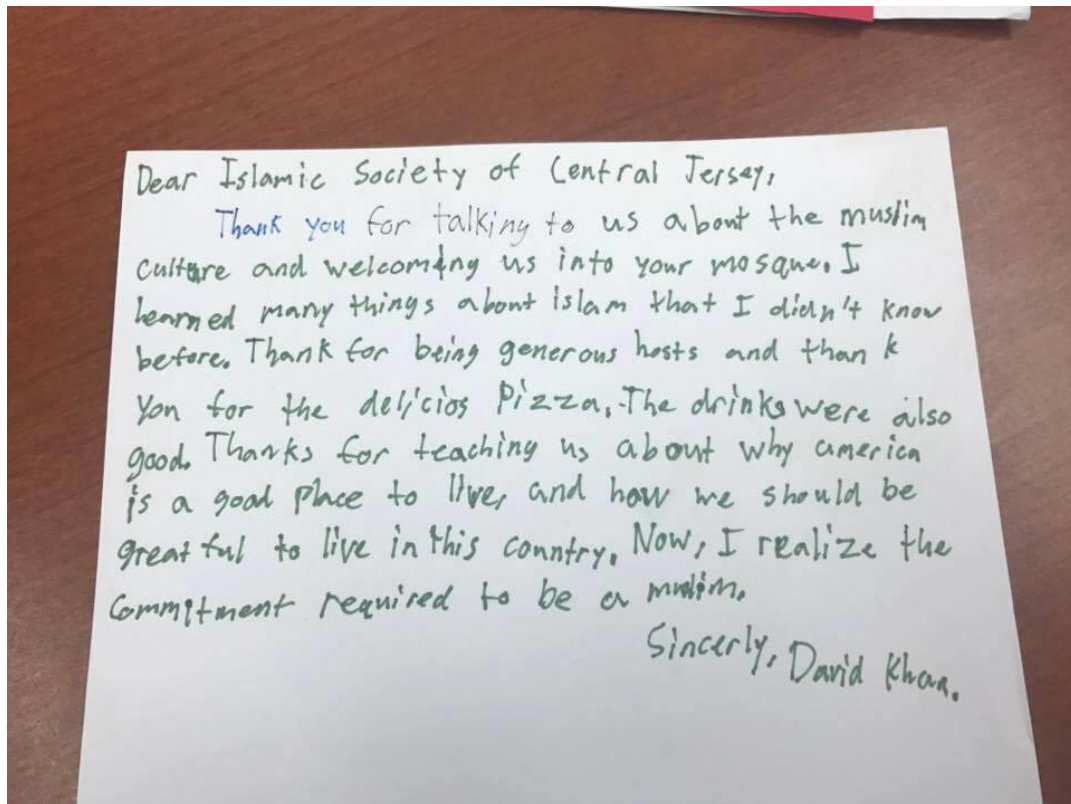 Dear Islamic Society of Central Jersey,
Thank you for talking to us about the muslim
culture and welcoming us into your mosque. I
learned many things about islam that I didn't know
before. Thank for being generous hosts and than k
you for the delicios Pizza. The drinks were also
good. Thanks for teaching us about why america
is a good place to live, and how we should be
greatful to live in this country. Now, I realize the
commitment required to be a muslim.
Sincerly, David Khan.